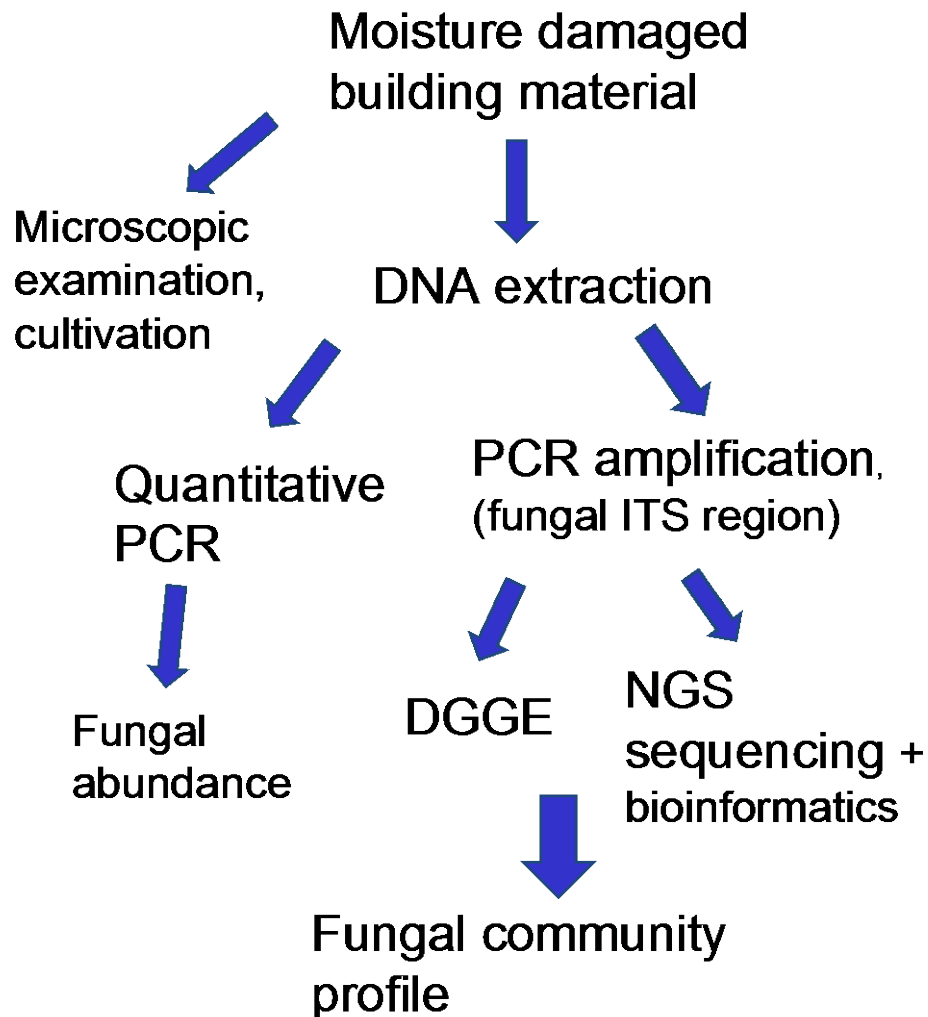 Moisture damaged
building material
Microscopic
examination,
cultivation
DNA extraction
Quantitative
PCR
PCR amplification,
(fungal ITS region)
Fungal
abundance
DGGE
NGS
sequencing +
bioinformatics
Fungal community
profile